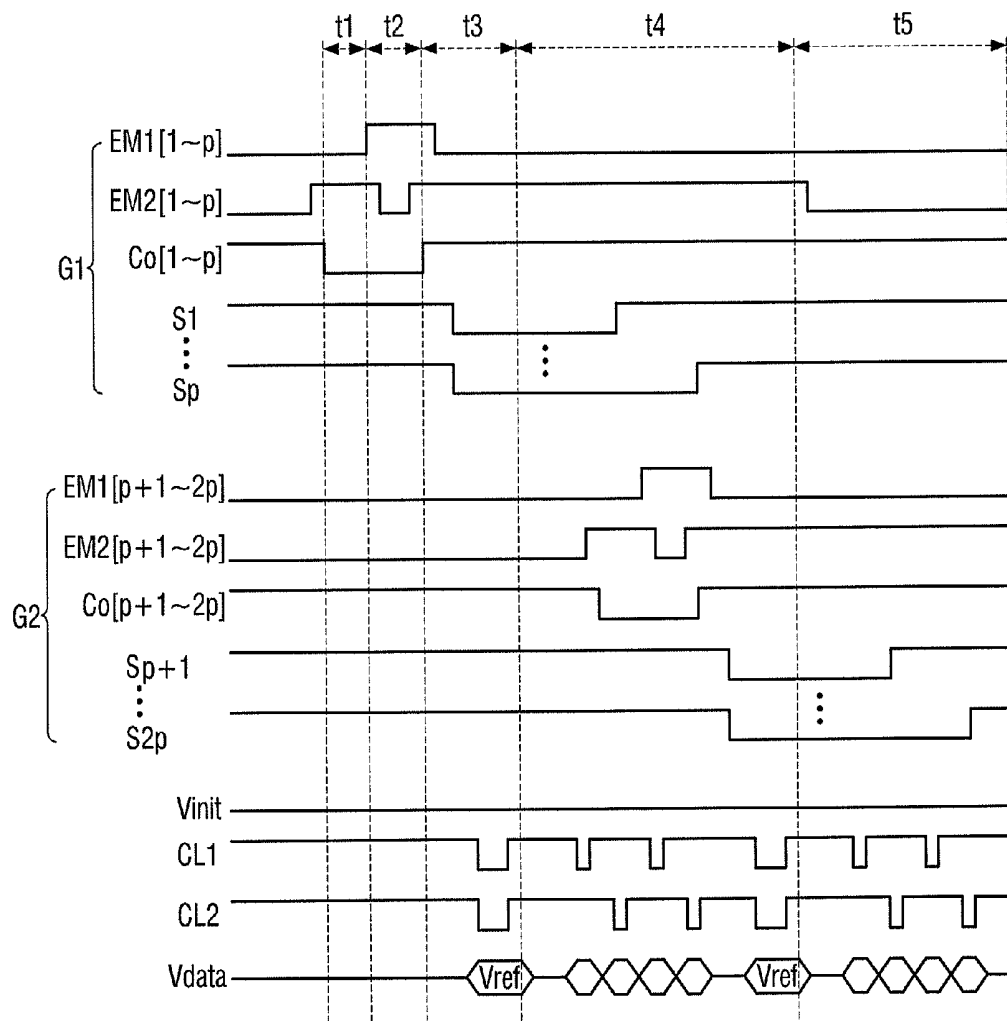 t1 t2 t3 t4 t5
EM1[1~p]
EM2[1~p]
G1
Co[1~p]
S1
Sp
EM1[p+1~2p]
EM2[p+1~2p]
G2
Co[p+1~2p]
Sp+1
S2p
Vinit
CL1
CL2
Vdata Vref Vref